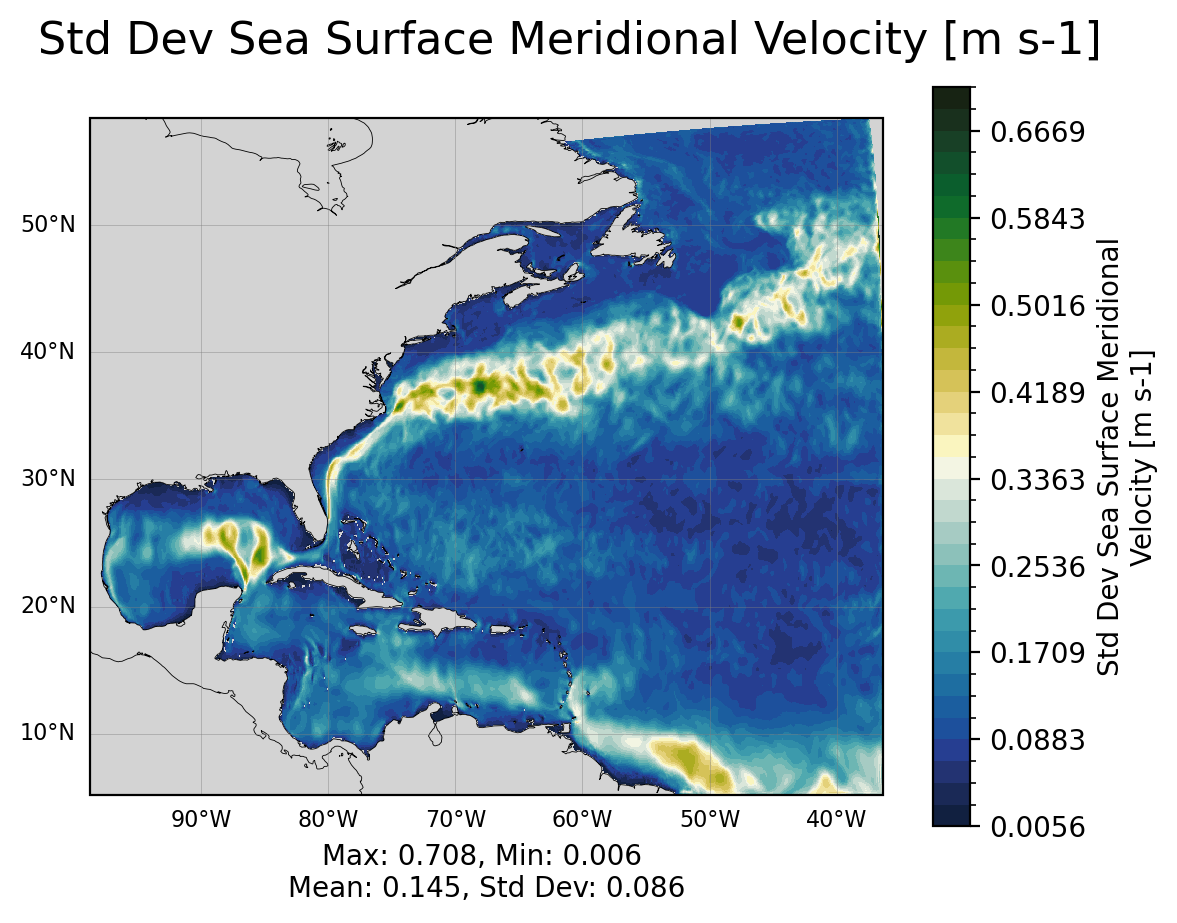 Std Dev Sea Surface Meridional Velocity [m s-1]
50°N
40°N
30°N
20°N
10°N
90°W 80°W 70°W 60°W 50°W 40°W
Max: 0.708, Min: 0.006
Mean: 0.145, Std Dev: 0.086
0.6669
0.5843
0.5016
0.4189
0.3363
0.2536
0.1709
0.0883
0.0056
Std Dev Sea Surface Meridional
Velocity [m s-1]